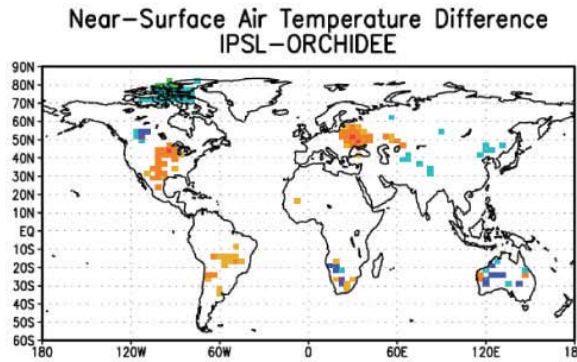 Near-Surface Air Temperature Difference
IPSL-ORCHIDEE
90N
80N
70N
60N
50N
40N
30N
20N
10N
EQ
10S
20S
30S
40S
50S
60S
180 120W 60W 0 60E 120E 180